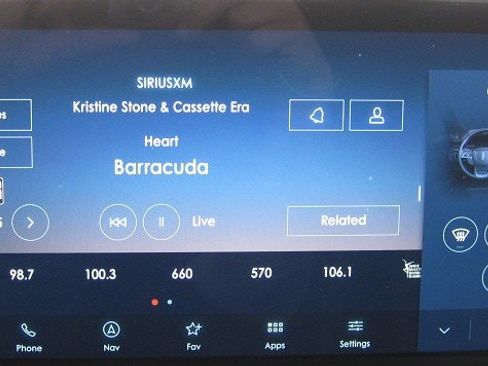 SIRIUSXM
Kristine Stone & Cassette Era
es
Heart
e
Barracuda
Live
Related
98.7 100.3 660 570 106.1
Phone Nav Fav Apps Settings